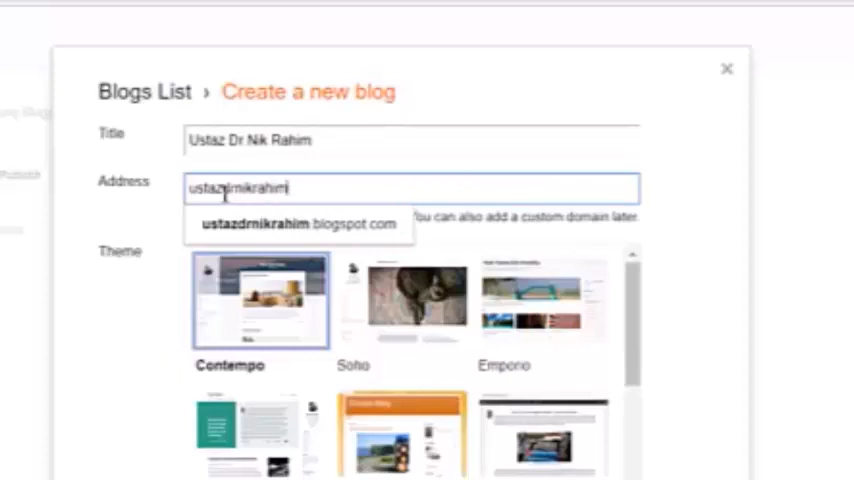 Blogs List › Create a new blog
Title
Ustaz Dr Nik Rahim
Address
ustazdrnikrahim
ustazdrnikrahim.blogspot.com
You can also add a custom domain later.
Theme
Contempo
Soho
Emporio